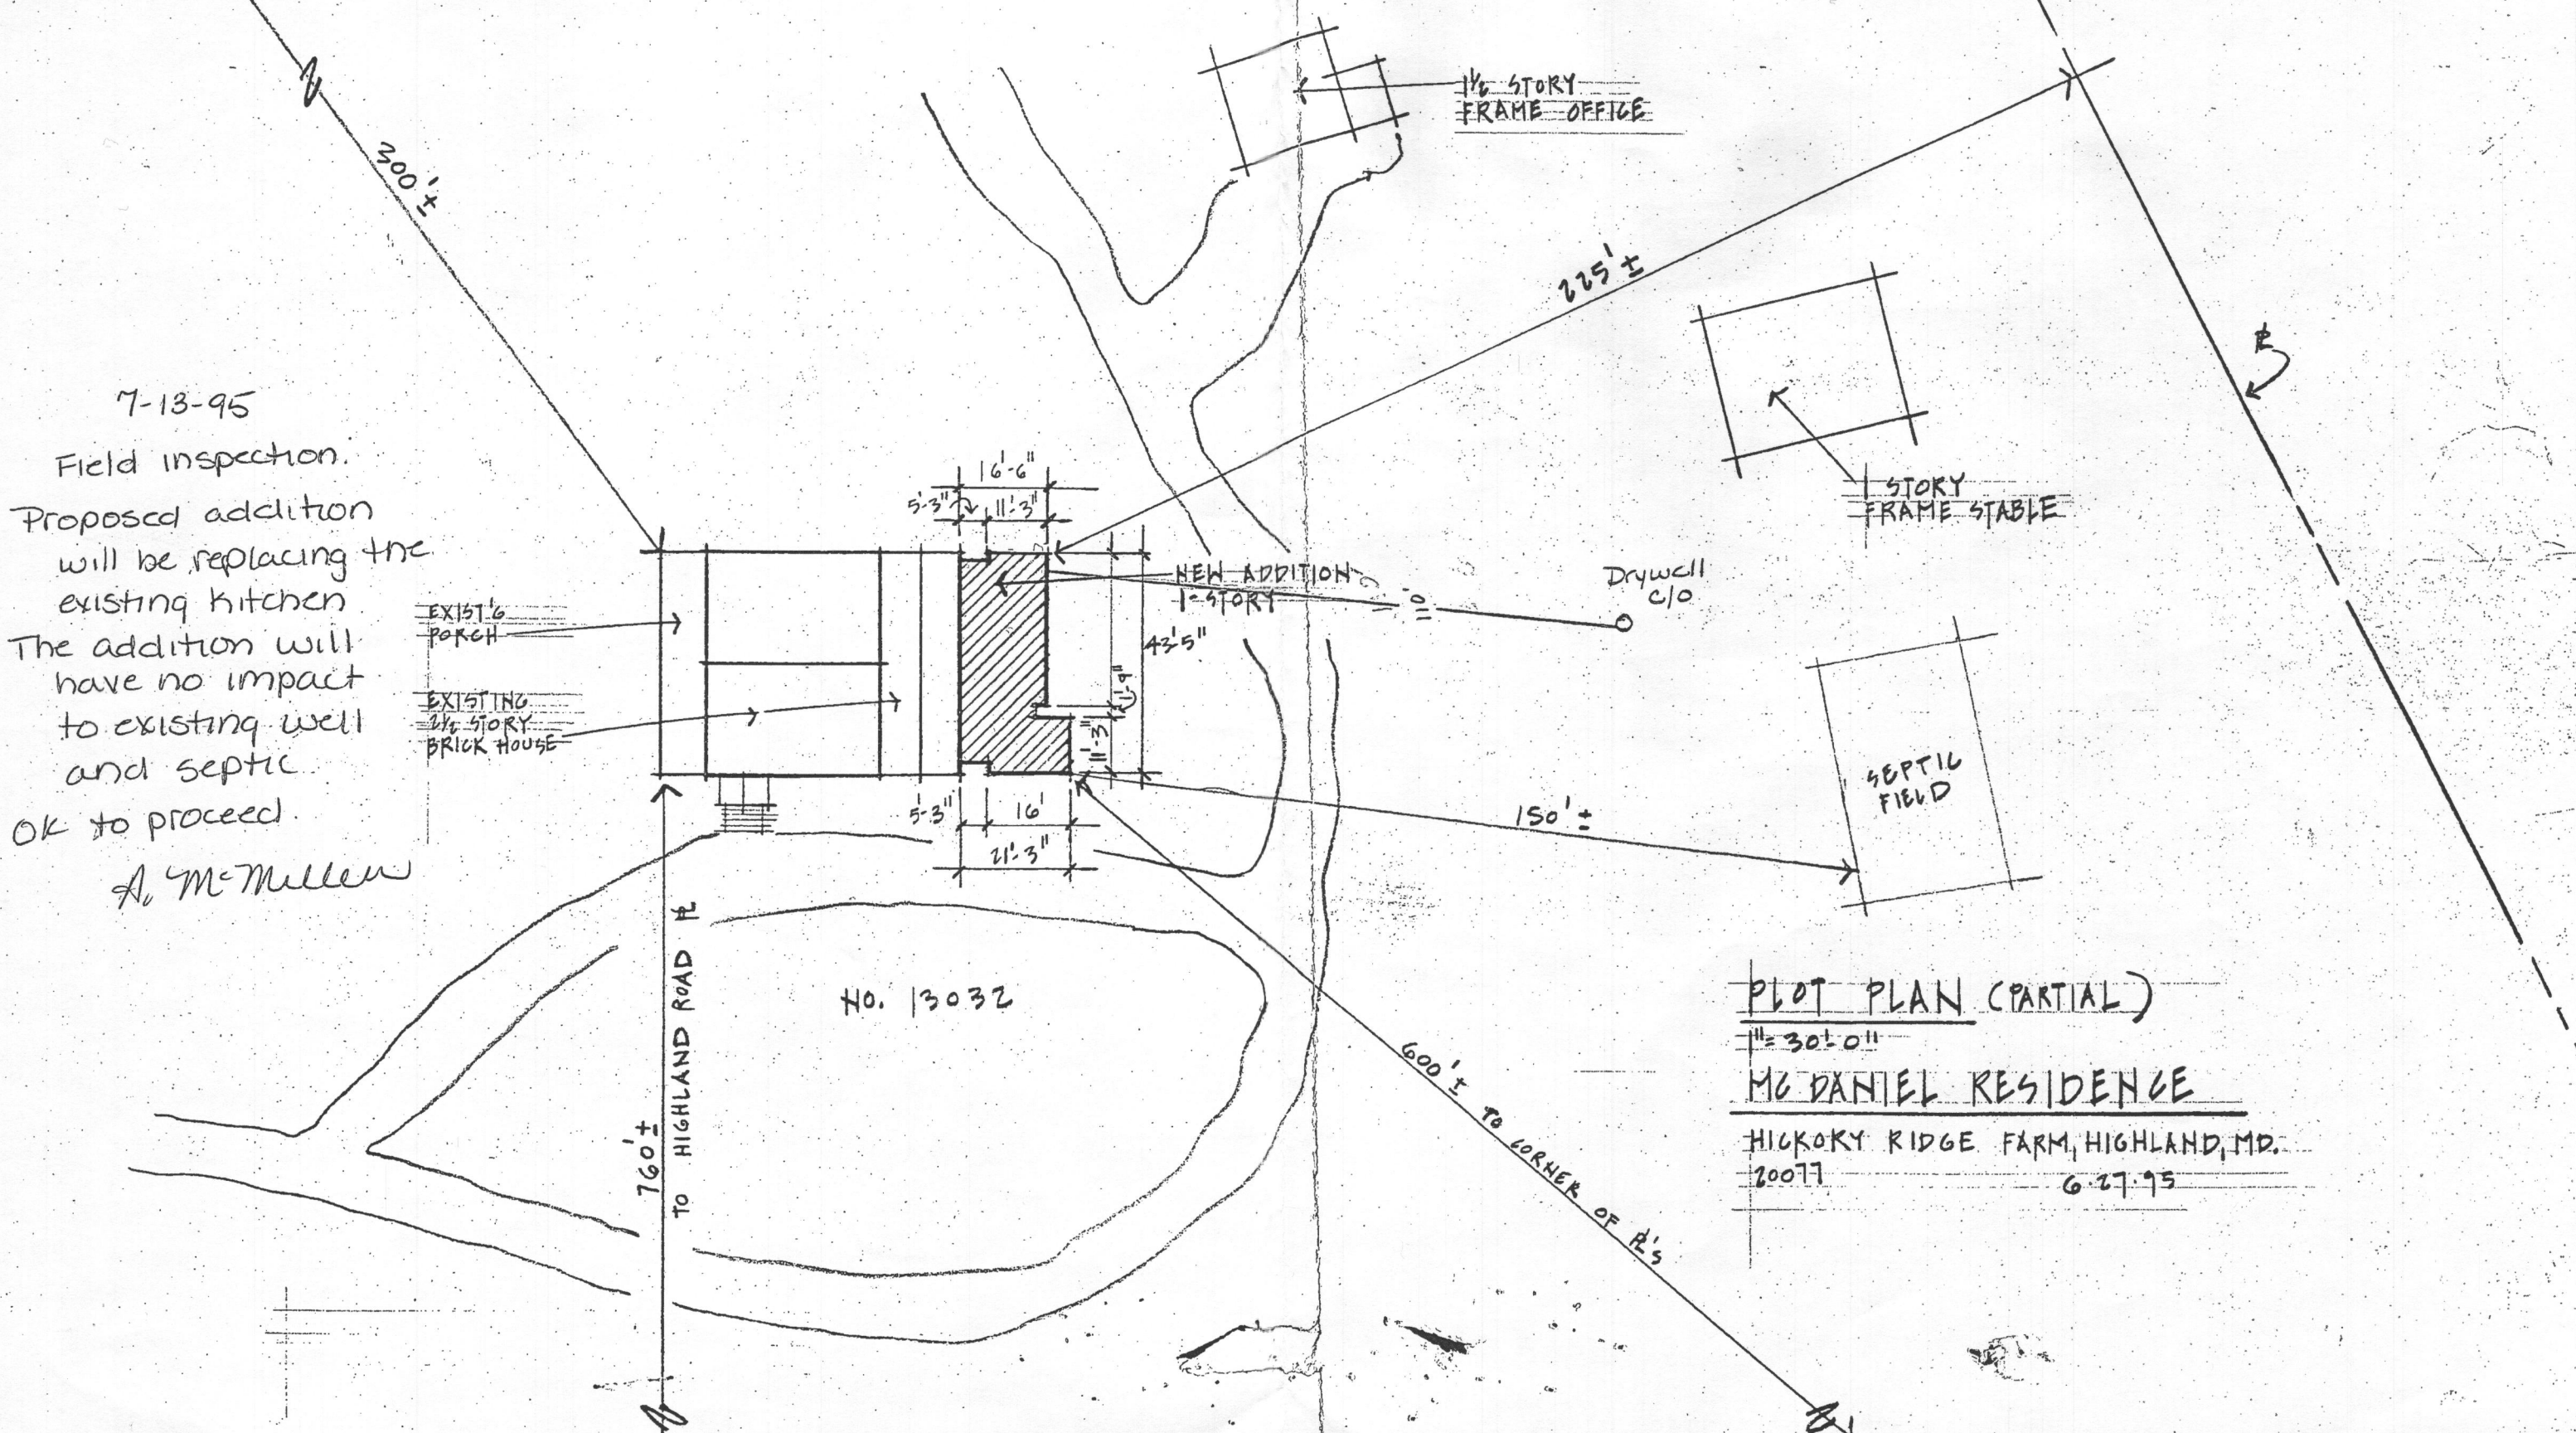 300'±
1½ STORY
FRAME OFFICE
225'±
7-13-95
Field inspection.
Proposed addition
will be replacing the
existing kitchen
The addition will
have no impact
to existing well
and septic
OK to proceed.
A. McMillen
EXIST'G
PORCH
EXISTING
2½ STORY
BRICK HOUSE
16'-6"
5'-3"
11'-3"
NEW ADDITION
1-STORY
43'-5"
1'-9"
11'-3"
5'-3"
16'
21'-3"
1 STORY
FRAME STABLE
Drywell
c/o
SEPTIC
FIELD
150'±
℄
760'±
TO HIGHLAND ROAD ℄
NO. 13032
600'± TO CORNER OF ℄'S
PLOT PLAN (PARTIAL)
1"=30'-0"
MC DANIEL RESIDENCE
HICKORY RIDGE FARM, HIGHLAND, MD.
20077
6.27.95